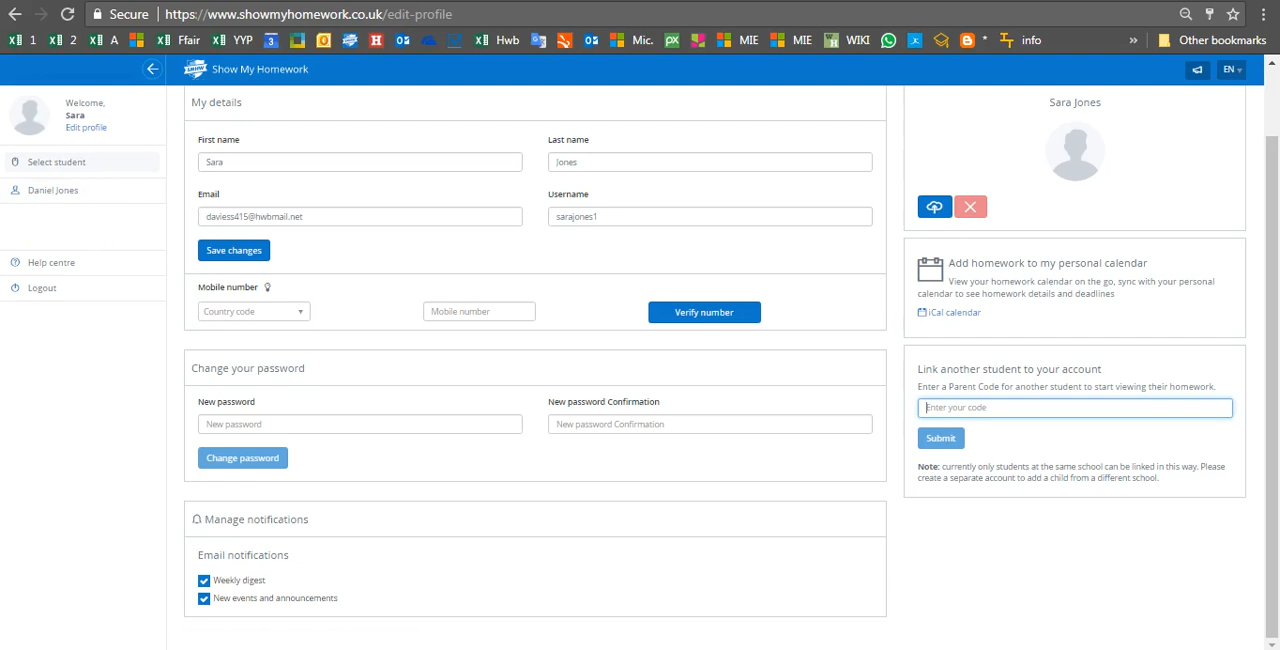 Secure https://www.showmyhomework.co.uk/edit-profile
1 2 A Ffair YYP 3 Hwb Mic. MIE MIE WIKI * info » Other bookmarks
Show My Homework EN
Welcome,
Sara
Edit profile
Select student
Daniel Jones
Help centre
Logout
My details
First name Last name
Sara Jones
Email Username
daviess415@hwbmail.net sarajones1
Save changes
Mobile number
Country code Mobile number Verify number
Change your password
New password New password Confirmation
New password New password Confirmation
Change password
Manage notifications
Email notifications
Weekly digest
New events and announcements
Sara Jones
Add homework to my personal calendar
View your homework calendar on the go, sync with your personal
calendar to see homework details and deadlines
iCal calendar
Link another student to your account
Enter a Parent Code for another student to start viewing their homework.
Enter your code
Submit
Note: currently only students at the same school can be linked in this way. Please
create a separate account to add a child from a different school.